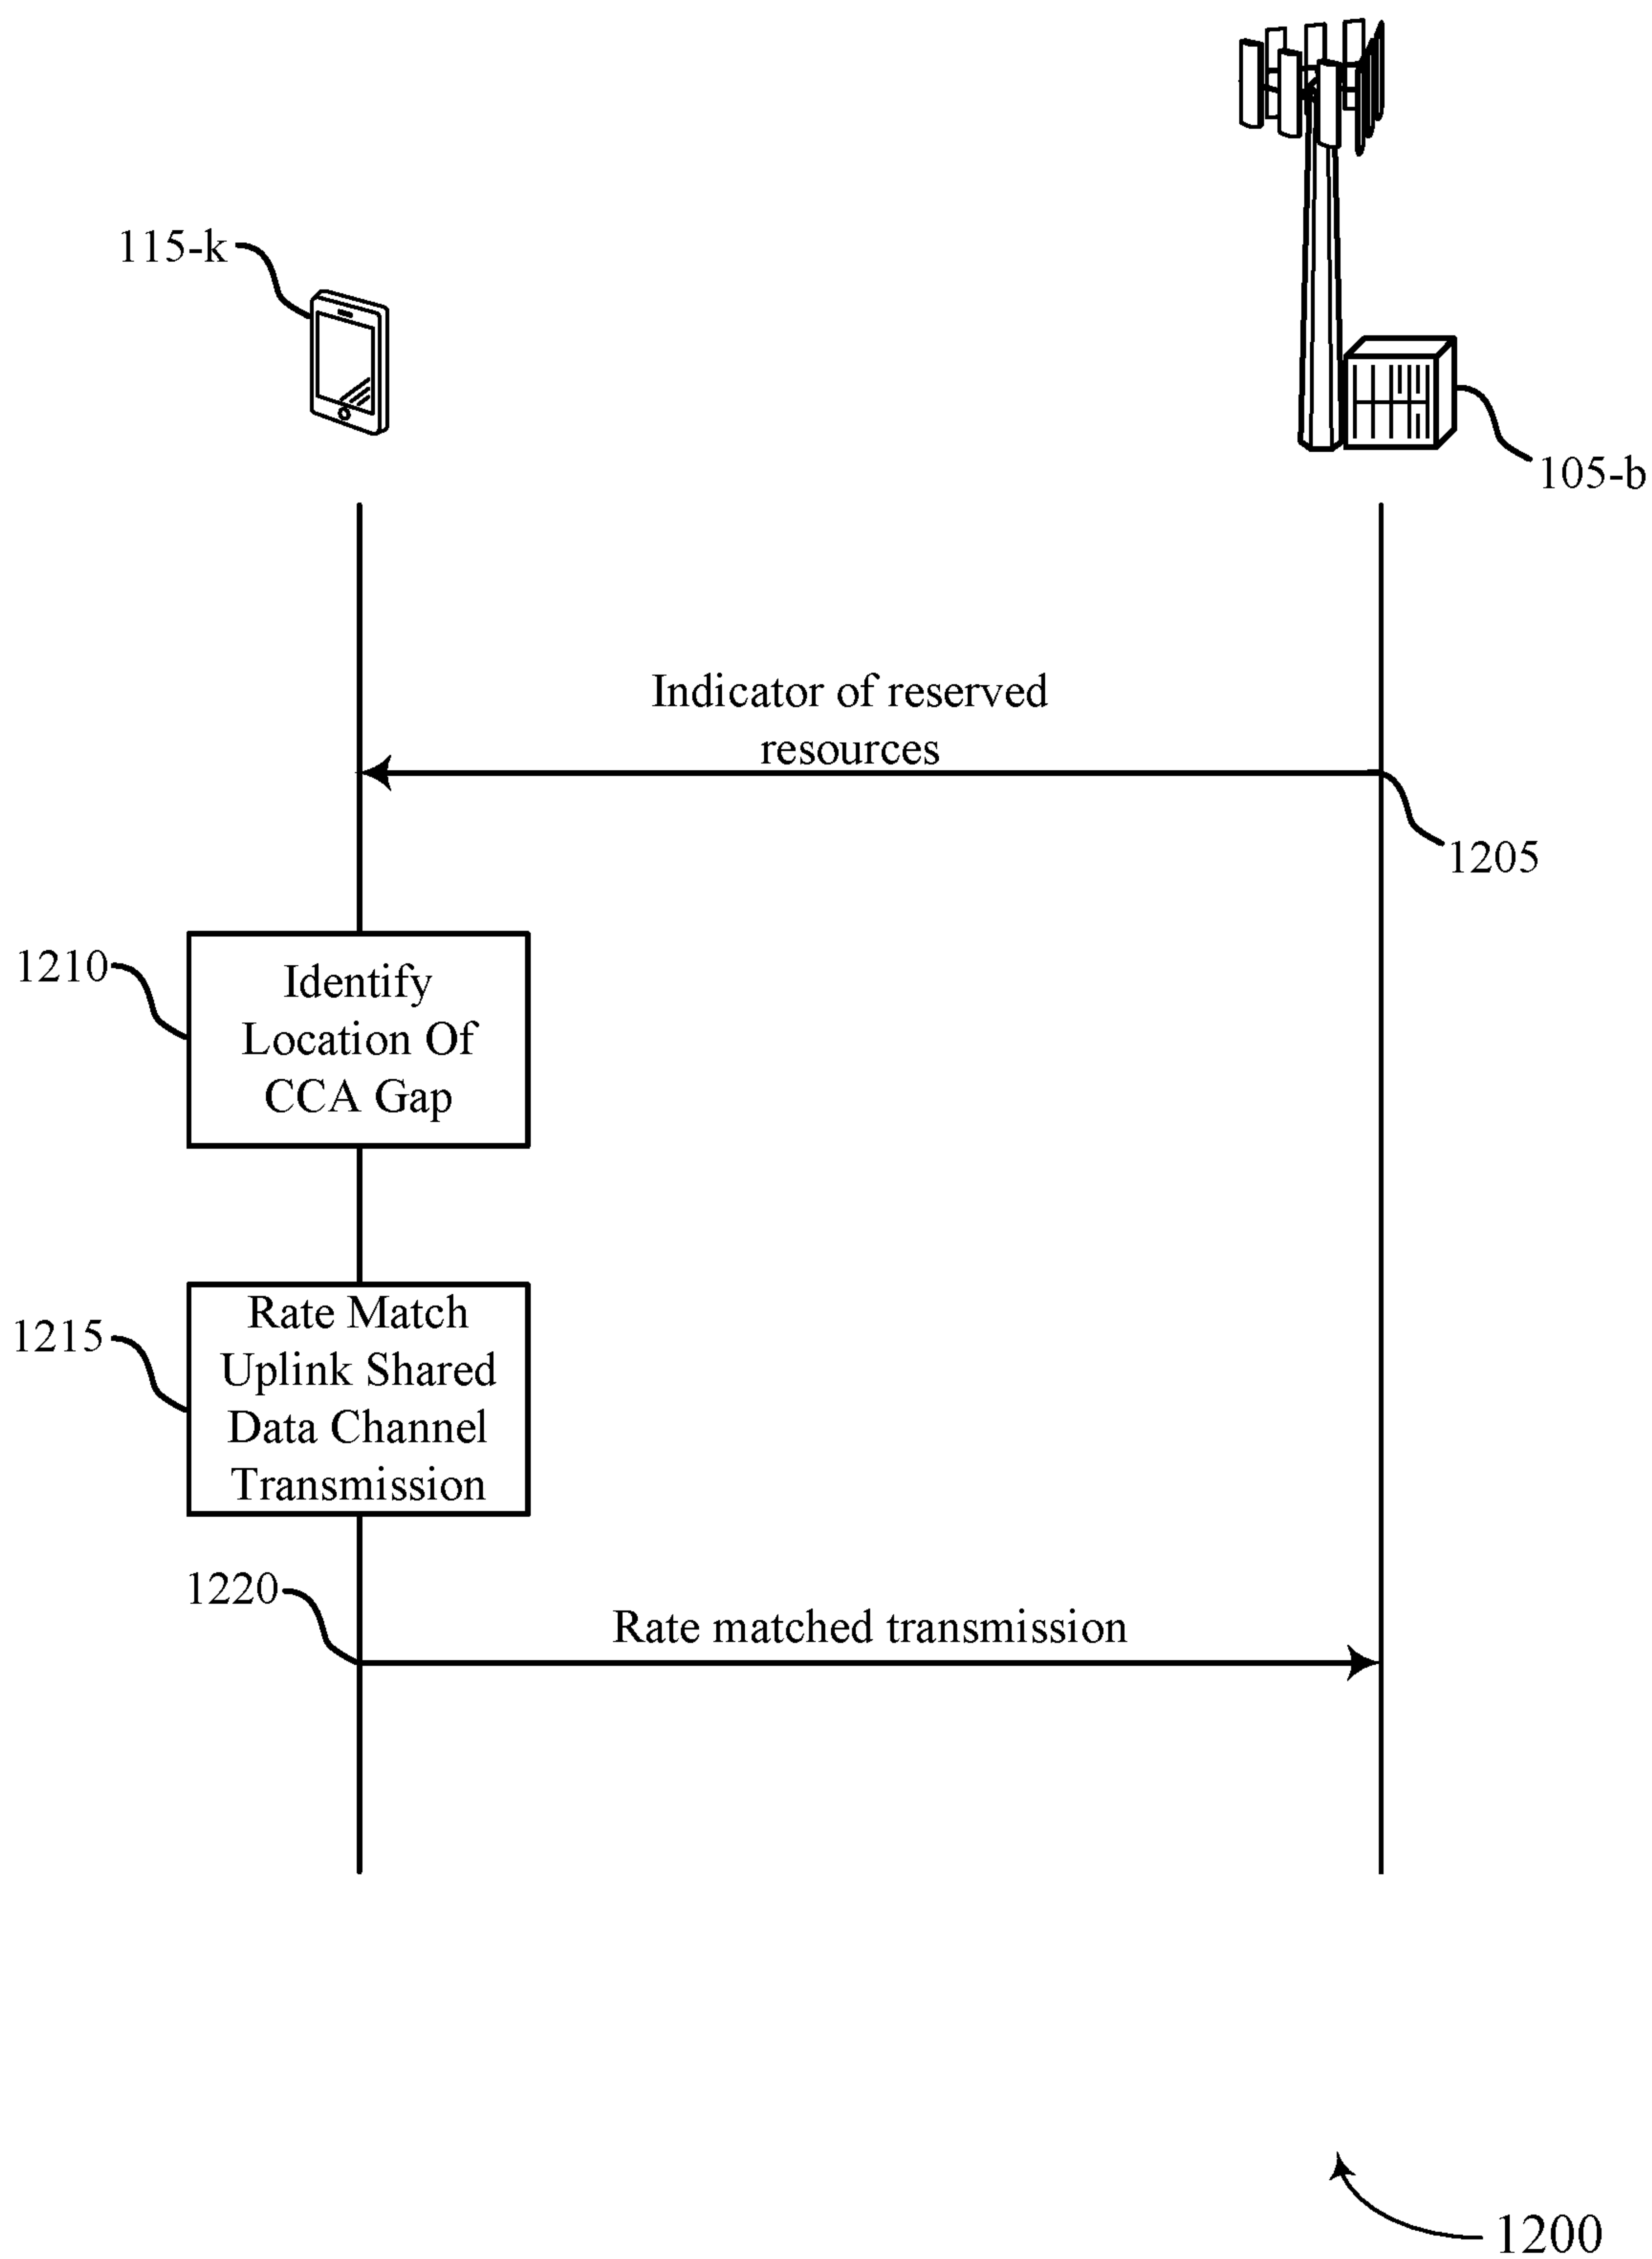 115-k
105-b
Indicator of reserved
resources
1205
1210
Identify
Location Of
CCA Gap
1215
Rate Match
Uplink Shared
Data Channel
Transmission
1220
Rate matched transmission
1200